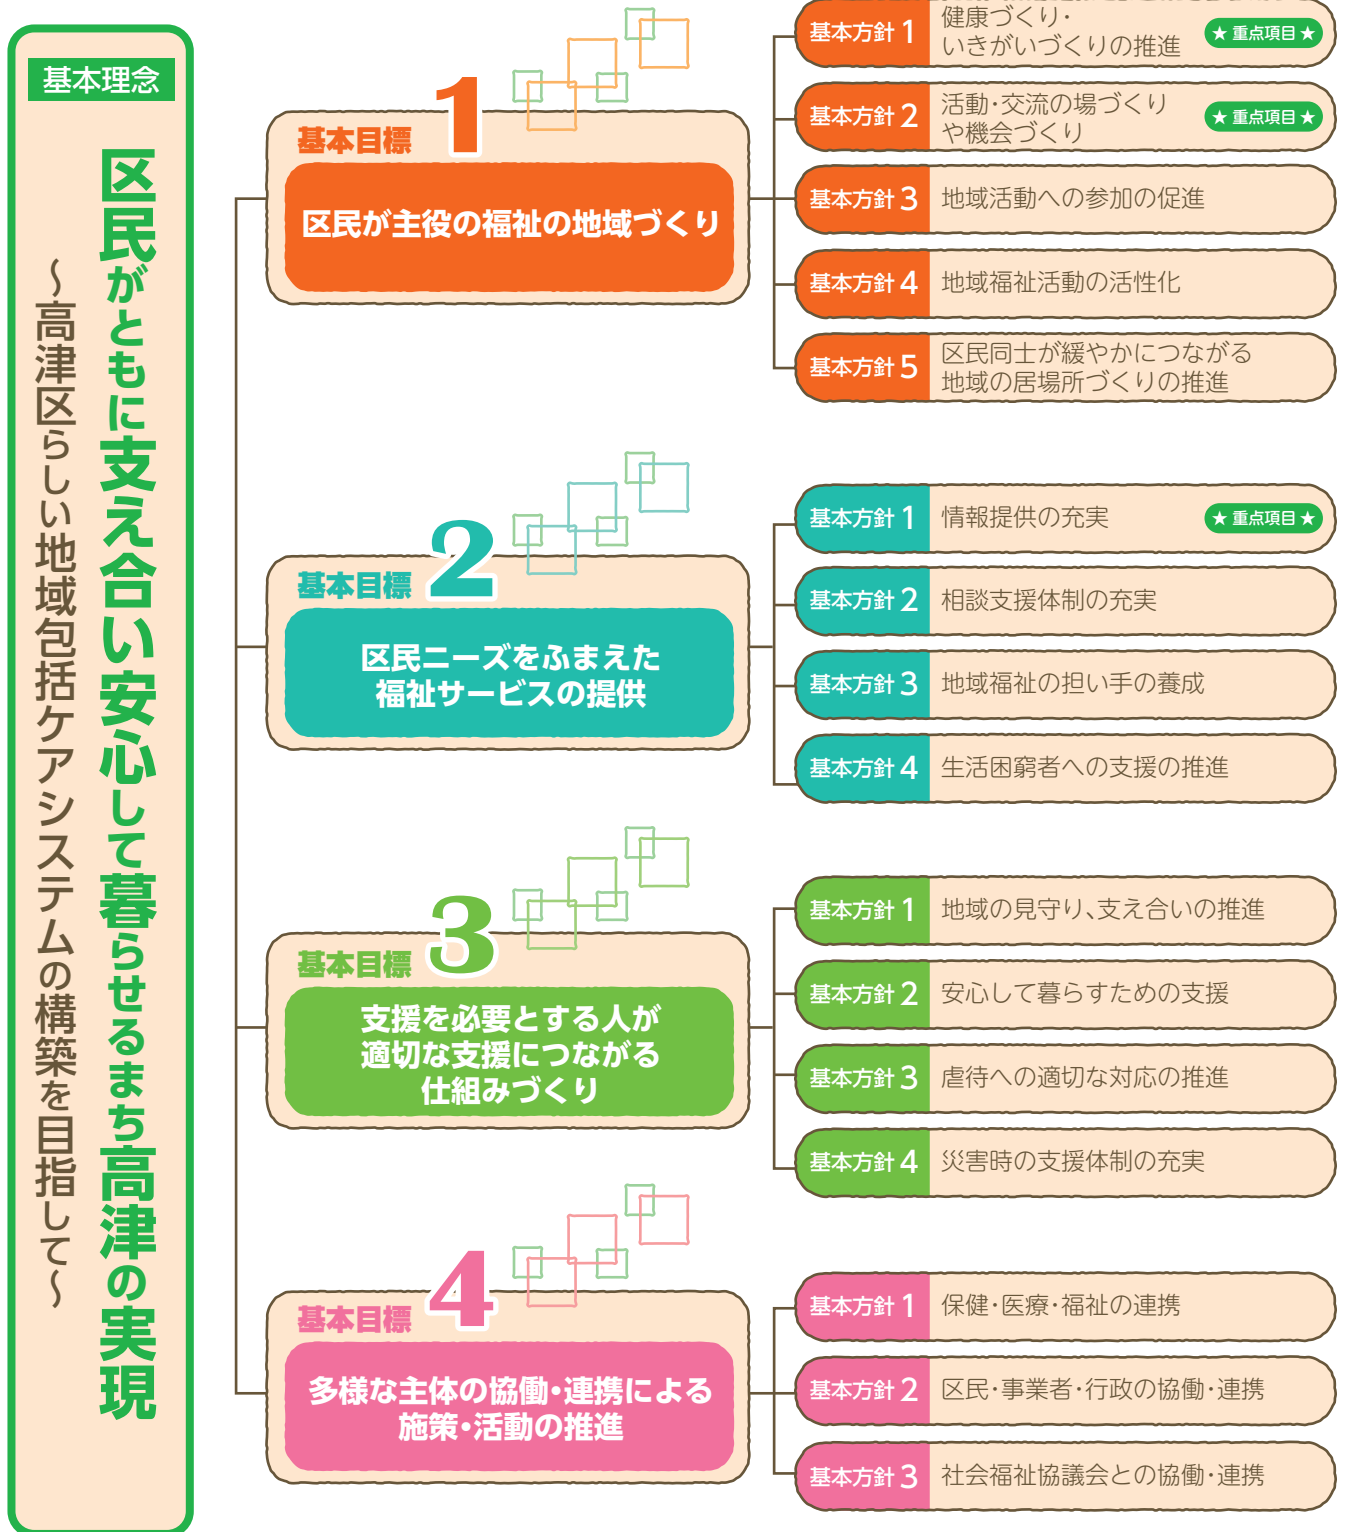 基本理念
区民がともに支え合い安心して暮らせるまち高津の実現
～高津区らしい地域包括ケアシステムの構築を目指して～
基本目標 1
区民が主役の福祉の地域づくり
基本方針 1
健康づくり・
いきがいづくりの推進
★重点項目★
基本方針 2
活動・交流の場づくり
や機会づくり
★重点項目★
基本方針 3
地域活動への参加の促進
基本方針 4
地域福祉活動の活性化
基本方針 5
区民同士が緩やかにつながる
地域の居場所づくりの推進
基本目標 2
区民ニーズをふまえた
福祉サービスの提供
基本方針 1
情報提供の充実
★重点項目★
基本方針 2
相談支援体制の充実
基本方針 3
地域福祉の担い手の養成
基本方針 4
生活困窮者への支援の推進
基本目標 3
支援を必要とする人が
適切な支援につながる
仕組みづくり
基本方針 1
地域の見守り、支え合いの推進
基本方針 2
安心して暮らすための支援
基本方針 3
虐待への適切な対応の推進
基本方針 4
災害時の支援体制の充実
基本目標 4
多様な主体の協働・連携による
施策・活動の推進
基本方針 1
保健・医療・福祉の連携
基本方針 2
区民・事業者・行政の協働・連携
基本方針 3
社会福祉協議会との協働・連携